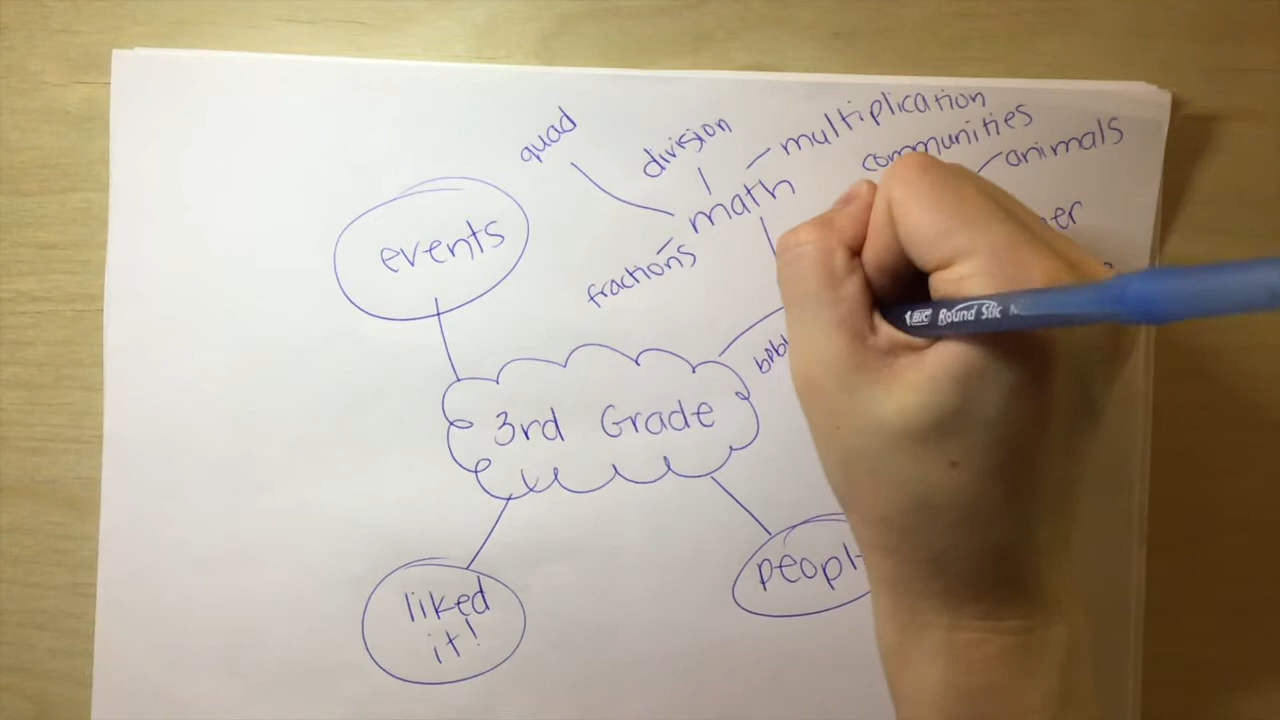 quad
division
multiplication
communities
animals
math
fractions
events
BIC Round Stic
3rd Grade
liked
it!